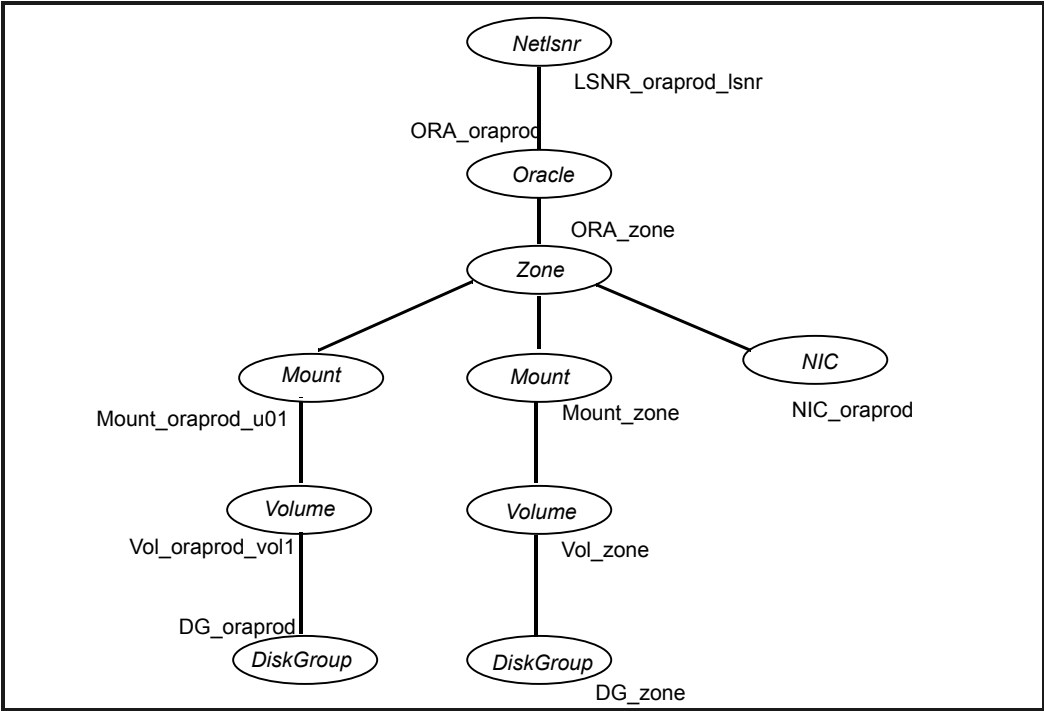 Netlsnr
LSNR_oraprod_lsnr
ORA_oraprod
Oracle
ORA_zone
Zone
Mount
Mount
NIC
Mount_oraprod_u01
Mount_zone
NIC_oraprod
Volume
Volume
Vol_oraprod_vol1
Vol_zone
DG_oraprod
DiskGroup
DiskGroup
DG_zone